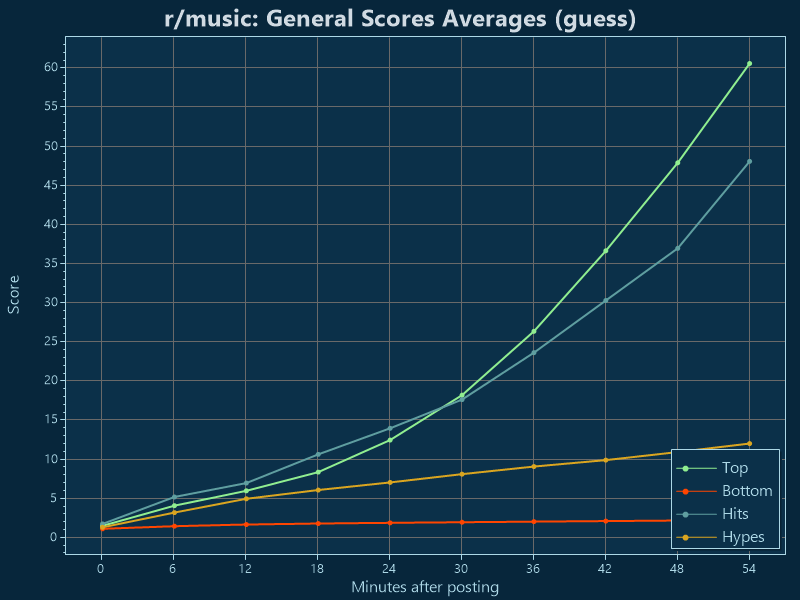 r/music: General Scores Averages (guess)
Score
60
55
50
45
40
35
30
25
20
15
10
5
0
0 6 12 18 24 30 36 42 48 54
Minutes after posting
Top
Bottom
Hits
Hypes